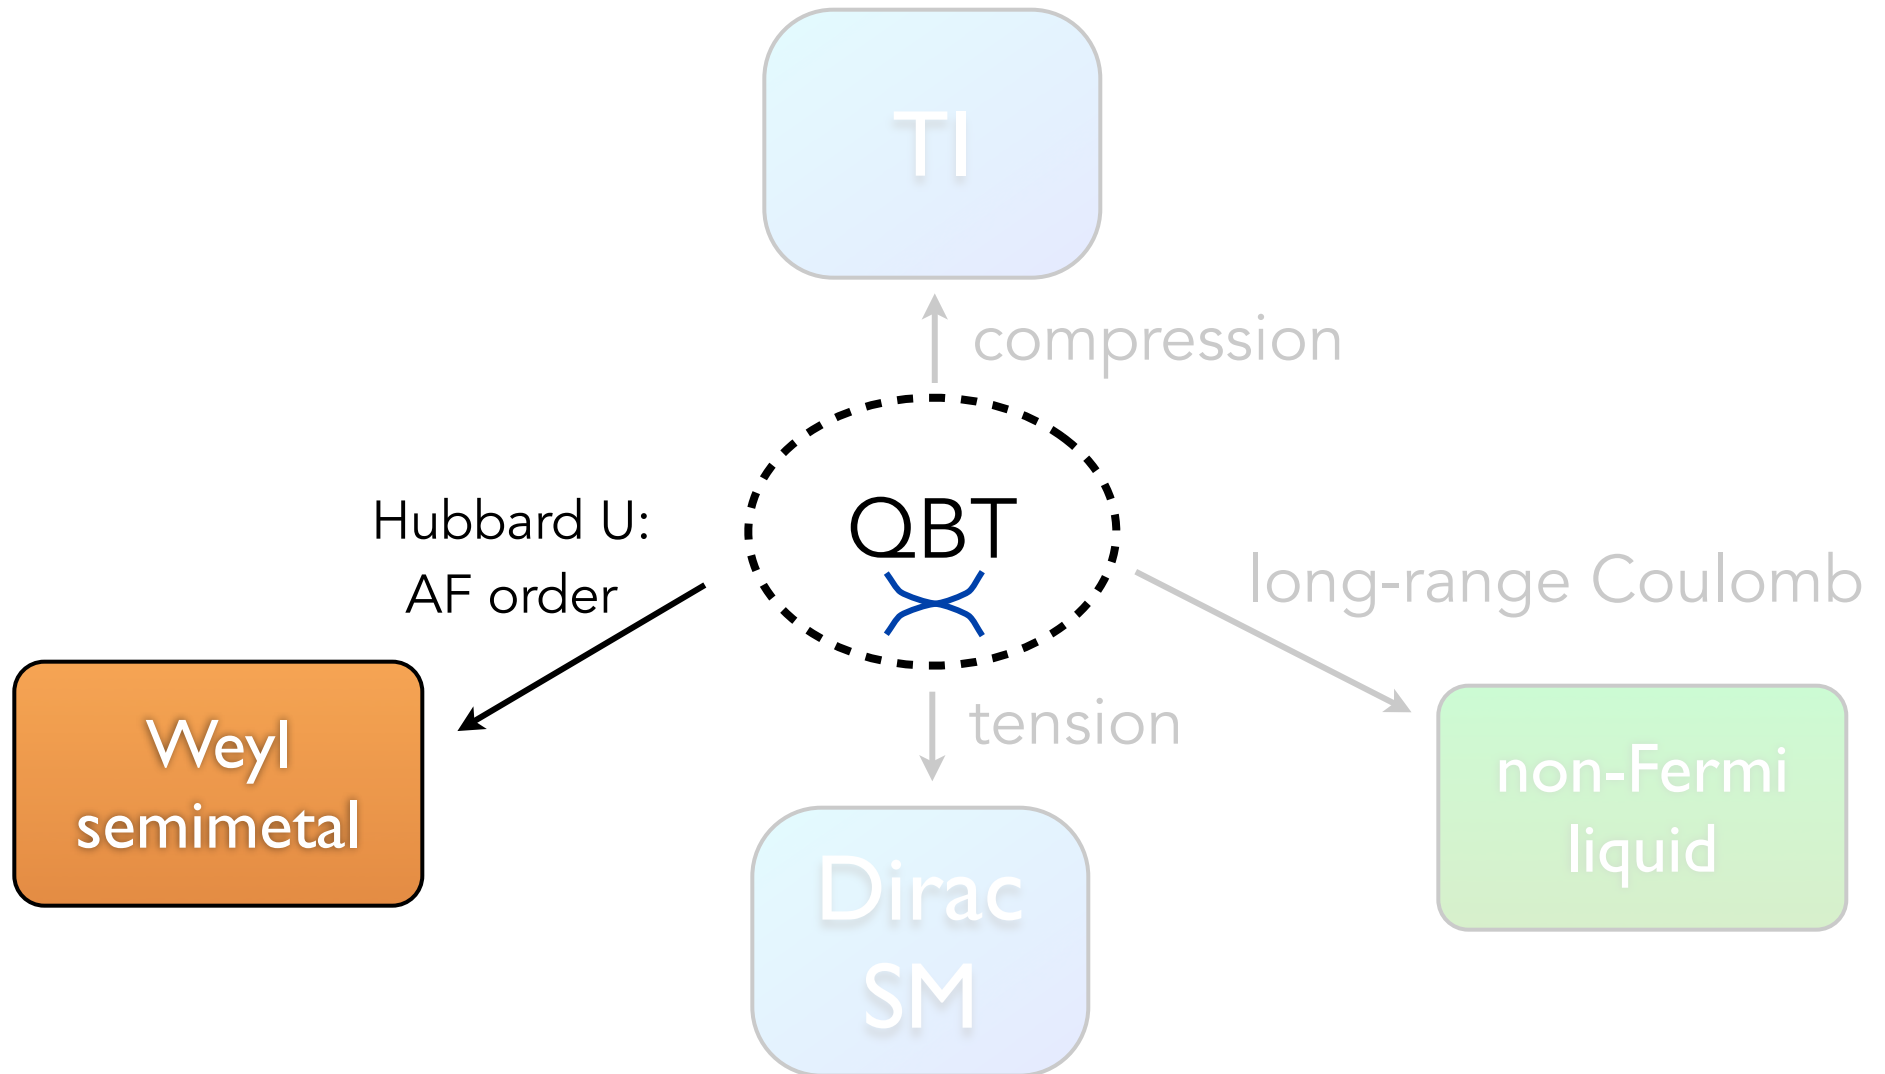 TI
compression
QBT
Hubbard U:
AF order
long-range Coulomb
tension
Weyl
semimetal
non-Fermi
liquid
Dirac
SM